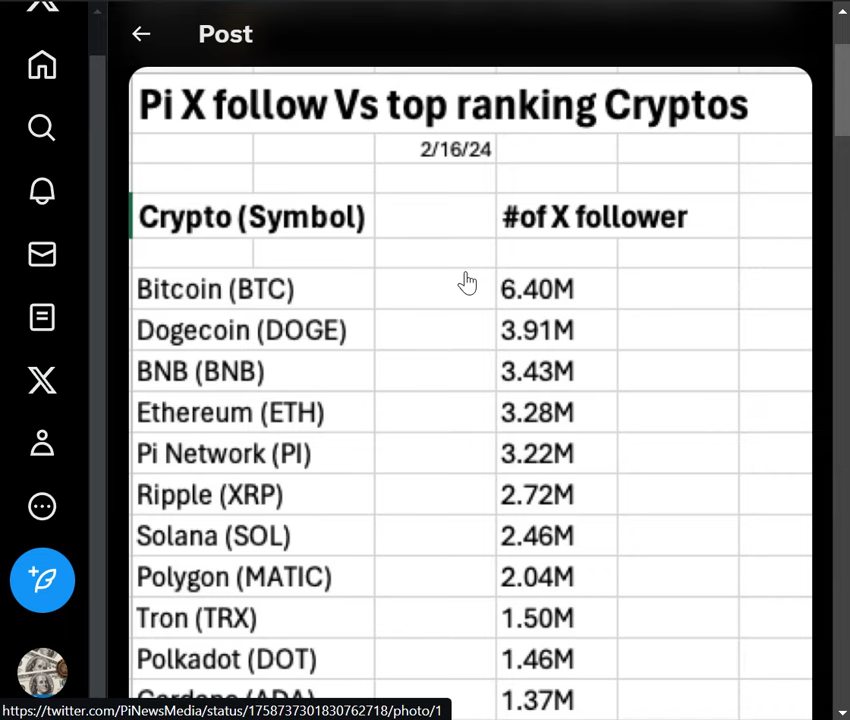 Post
Pi X follow Vs top ranking Cryptos
2/16/24
Crypto (Symbol) #of X follower
Bitcoin (BTC) 6.40M
Dogecoin (DOGE) 3.91M
BNB (BNB) 3.43M
Ethereum (ETH) 3.28M
Pi Network (PI) 3.22M
Ripple (XRP) 2.72M
Solana (SOL) 2.46M
Polygon (MATIC) 2.04M
Tron (TRX) 1.50M
Polkadot (DOT) 1.46M
Cardano (ADA) 1.37M
https://twitter.com/PiNewsMedia/status/1758737301830762718/photo/1